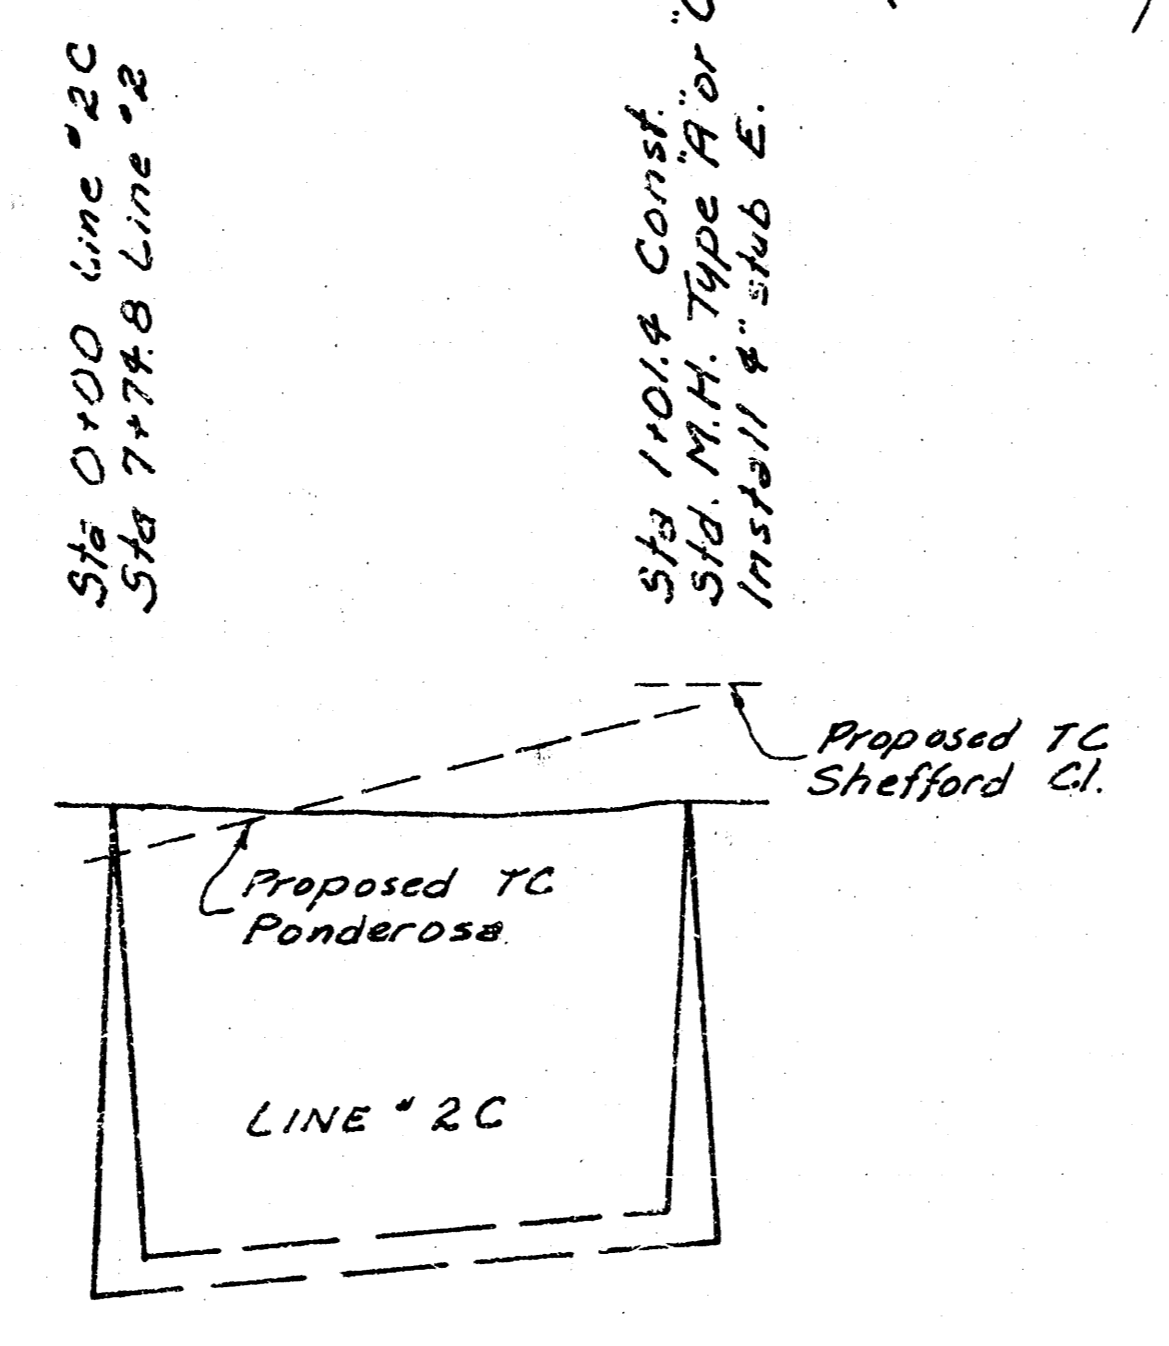 Sta 0+00 Line #2C
Sta 7+74.8 Line #2
Sta 1+01.4 Const.
Std. M.H. Type "A" or "C
Install 4" stub E.
Proposed TC
Shefford Ct.
Proposed TC
Ponderosa
LINE #2C